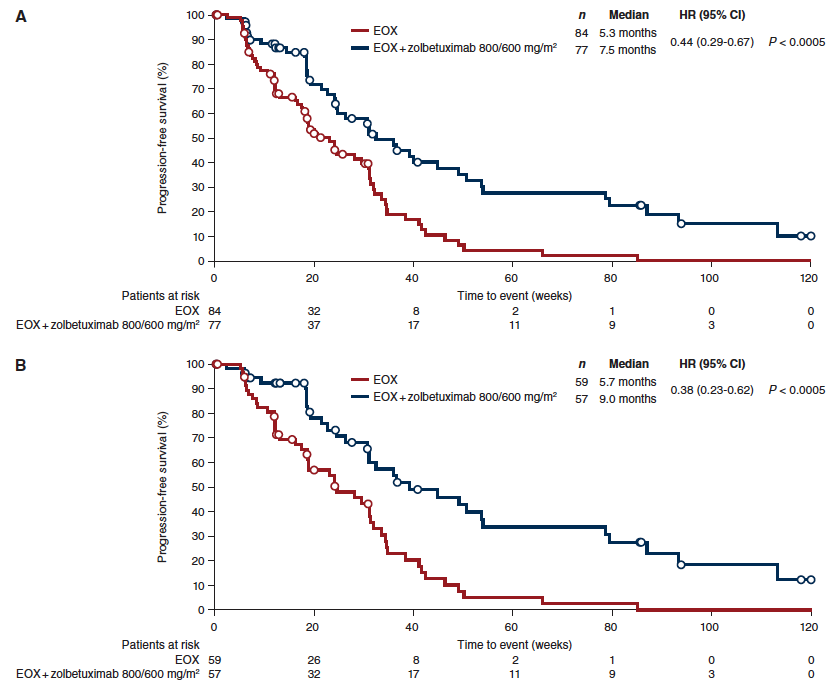 A
n Median HR (95% CI)
EOX 84 5.3 months
EOX + zolbetuximab 800/600 mg/m² 77 7.5 months
0.44 (0.29-0.67) P < 0.0005
Progression-free survival (%)
100
90
80
70
60
50
40
30
20
10
0
0 20 40 60 80 100 120
Patients at risk Time to event (weeks)
EOX 84 32 8 2 1 0 0
EOX + zolbetuximab 800/600 mg/m² 77 37 17 11 9 3 0
B
n Median HR (95% CI)
EOX 59 5.7 months
EOX + zolbetuximab 800/600 mg/m² 57 9.0 months
0.38 (0.23-0.62) P < 0.0005
Progression-free survival (%)
100
90
80
70
60
50
40
30
20
10
0
0 20 40 60 80 100 120
Patients at risk Time to event (weeks)
EOX 59 26 8 2 1 0 0
EOX + zolbetuximab 800/600 mg/m² 57 32 17 11 9 3 0